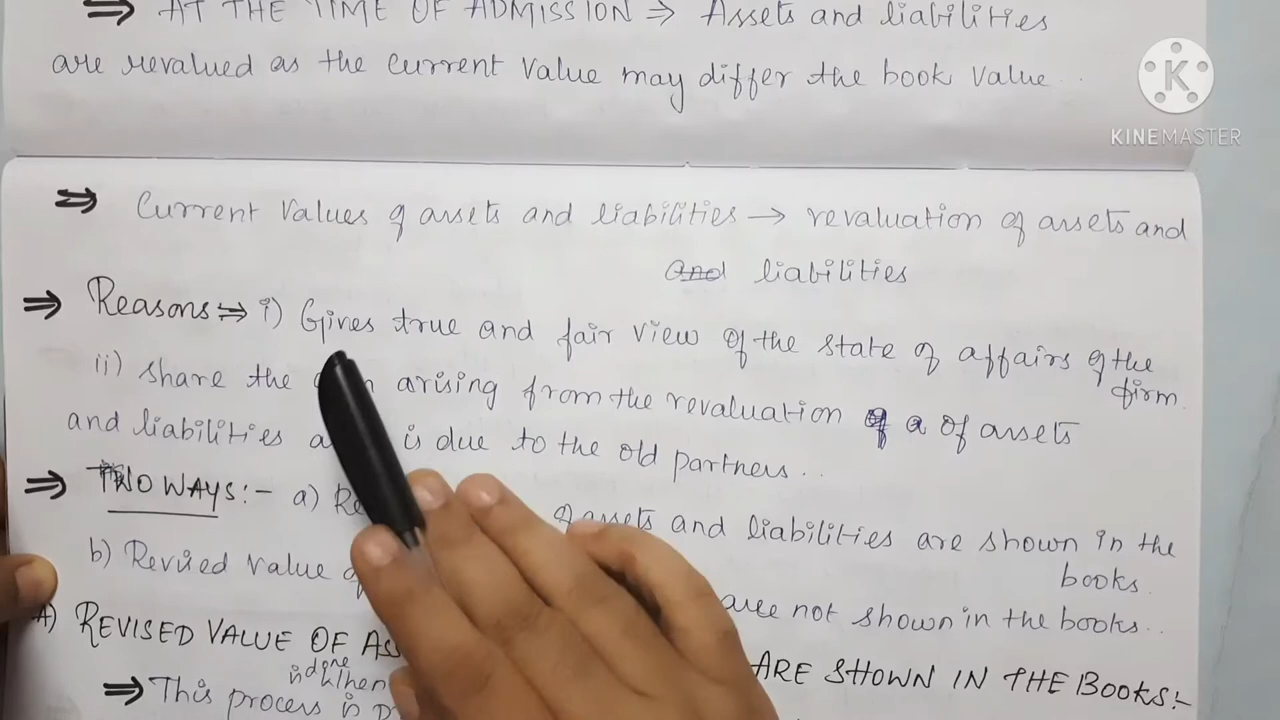 ⇒ AT THE TIME OF ADMISSION ⇒ Assets and liabilities
are revalued as the current value may differ the book value..
KINEMASTER
⇒ Current Values of assets and liabilities → revaluation of assets and
and liabilities
⇒ Reasons ⇒ i) Gives true and fair view of the state of affairs of the
firm.
ii) share the arising from the revaluation of a of assets
and liabilities is due to the old partners...
⇒ TWO WAYS:- a) of assets and liabilities are shown in the
books.
b) Revised value are not shown in the books..
A) REVISED VALUE OF ARE SHOWN IN THE BOOKS:-
done
⇒ This process is when